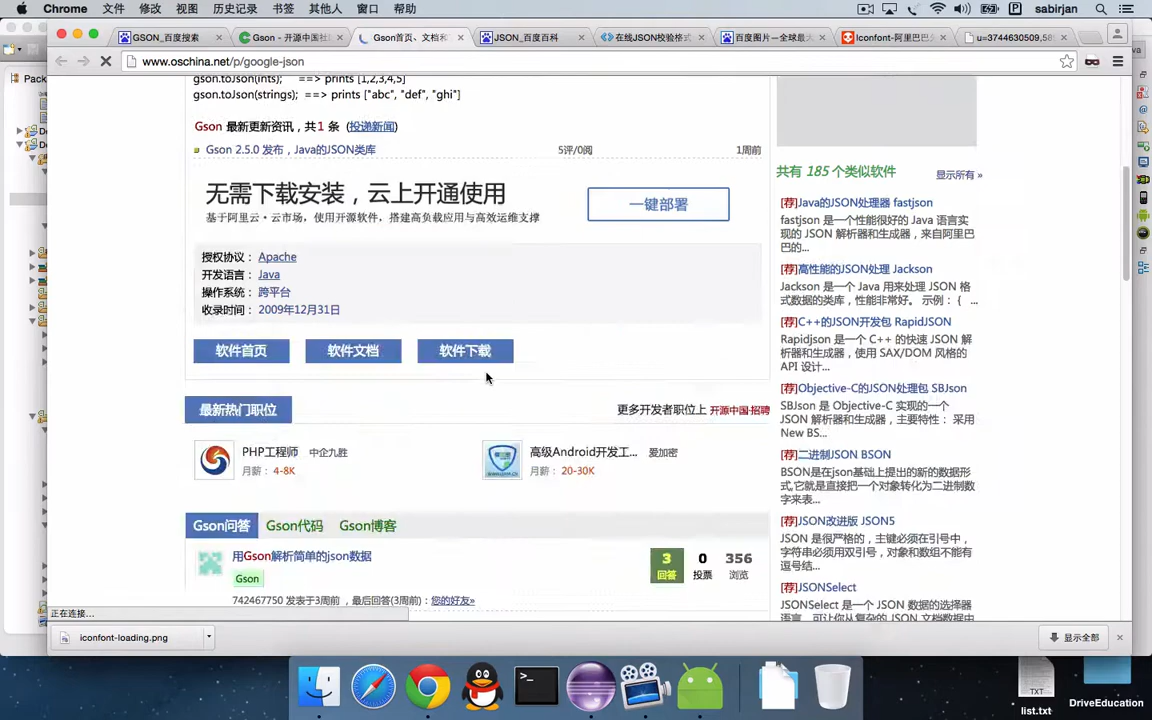 Chrome 文件 修改 视图 历史记录 书签 其他人 窗口 帮助 sabirjan
GSON_百度搜索 Gson - 开源中国社区 Gson首页、文档和 JSON_百度百科 在线JSON校验格式 百度图片—全球最大 Iconfont-阿里巴巴 u=3744630509,58
www.oschina.net/p/google-json
Pack
gson.toJson(ints); ==> prints [1,2,3,4,5]
gson.toJson(strings); ==> prints ["abc", "def", "ghi"]
Gson 最新更新资讯，共1 条 (投递新闻)
Gson 2.5.0 发布，Java的JSON类库 5评/0阅 1周前
无需下载安装，云上开通使用
基于阿里云·云市场，使用开源软件，搭建高负载应用与高效运维支撑
一键部署
授权协议： Apache
开发语言： Java
操作系统： 跨平台
收录时间： 2009年12月31日
软件首页 软件文档 软件下载
最新热门职位 更多开发者职位上 开源中国·招聘
PHP工程师 中企九胜
月薪： 4-8K
高级Android开发工... 爱加密
月薪： 20-30K
Gson问答 Gson代码 Gson博客
用Gson解析简单的json数据
Gson
742467750 发表于3周前 ，最后回答(3周前)：您的好友»
3 0 356
回答 投票 浏览
共有 185 个类似软件 显示所有 »
[荐]Java的JSON处理器 fastjson
fastjson 是一个性能很好的 Java 语言实
现的 JSON 解析器和生成器，来自阿里巴
巴的...
[荐]高性能的JSON处理 Jackson
Jackson 是一个 Java 用来处理 JSON 格
式数据的类库，性能非常好。 示例： { ...
[荐]C++的JSON开发包 RapidJSON
Rapidjson 是一个 C++ 的快速 JSON 解
析器和生成器，使用 SAX/DOM 风格的
API 设计...
[荐]Objective-C的JSON处理包 SBJson
SBJson 是 Objective-C 实现的一个
JSON 解析器和生成器，主要特性： 采用
New BS...
[荐]二进制JSON BSON
BSON是在json基础上提出的新的数据形
式,它就是直接把一个对象转化为二进制数
字来表...
[荐]JSON改进版 JSON5
JSON 是很严格的，主键必须在引号中，
字符串必须用双引号，对象和数组不能有
逗号结...
[荐]JSONSelect
JSONSelect 是一个 JSON 数据的选择器
正在连接...
iconfont-loading.png
显示全部
TXT
list.txt
DriveEducation